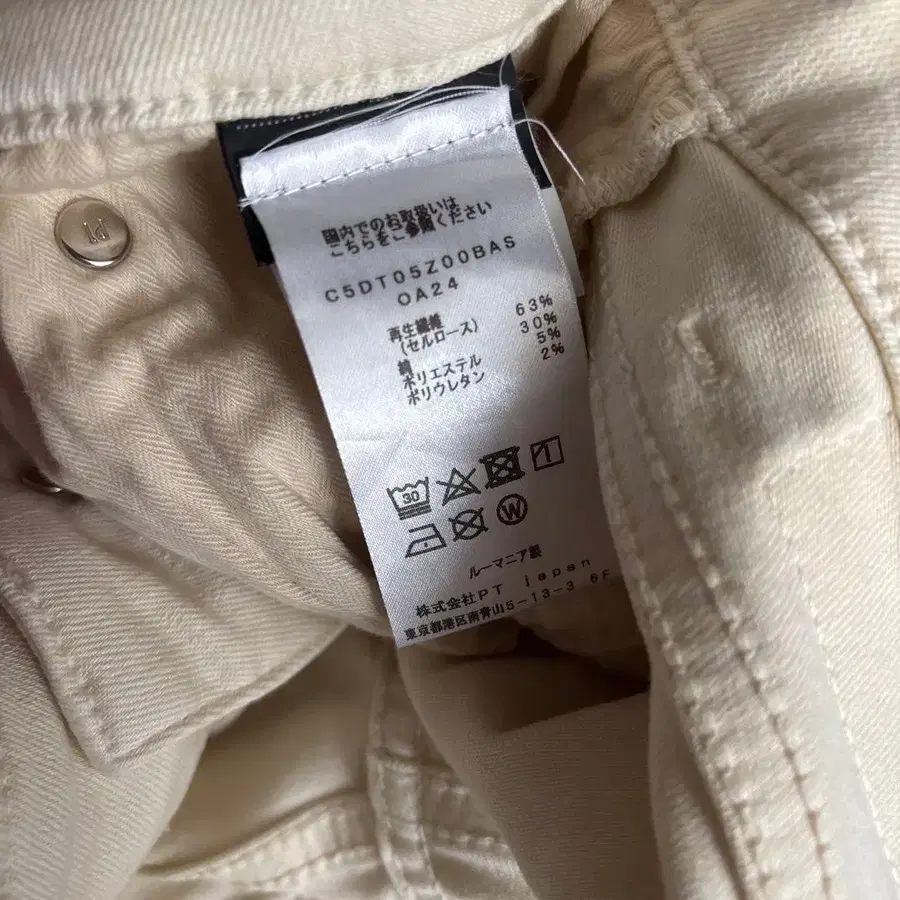 国内でのお取扱いは
こちらをご参照ください
C5DT05Z00BAS
OA24
再生繊維 63%
(セルロース)
綿 30%
ポリエステル 5%
ポリウレタン 2%
30
W
ルーマニア製
株式会社PT japan
東京都港区南青山5-13-3 6F